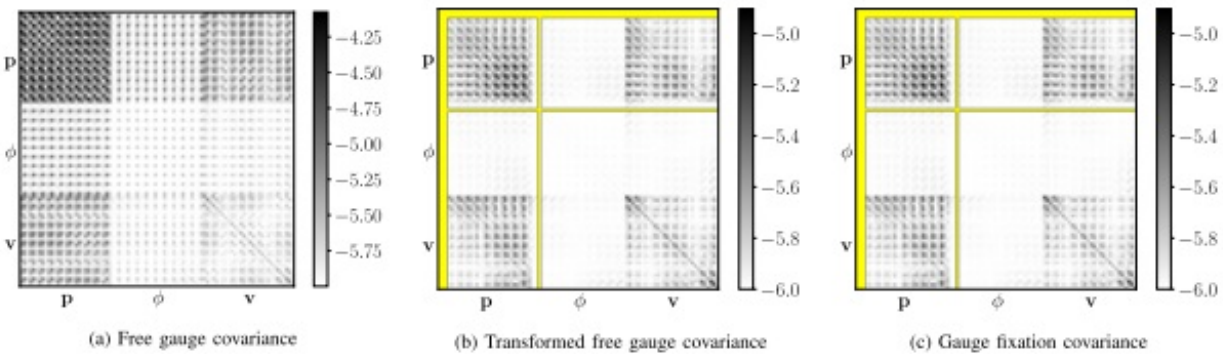 p
ϕ
v
p
ϕ
v
−4.25
−4.50
−4.75
−5.00
−5.25
−5.50
−5.75
(a) Free gauge covariance
p
ϕ
v
p
ϕ
v
−5.0
−5.2
−5.4
−5.6
−5.8
−6.0
(b) Transformed free gauge covariance
p
ϕ
v
p
ϕ
v
−5.0
−5.2
−5.4
−5.6
−5.8
−6.0
(c) Gauge fixation covariance